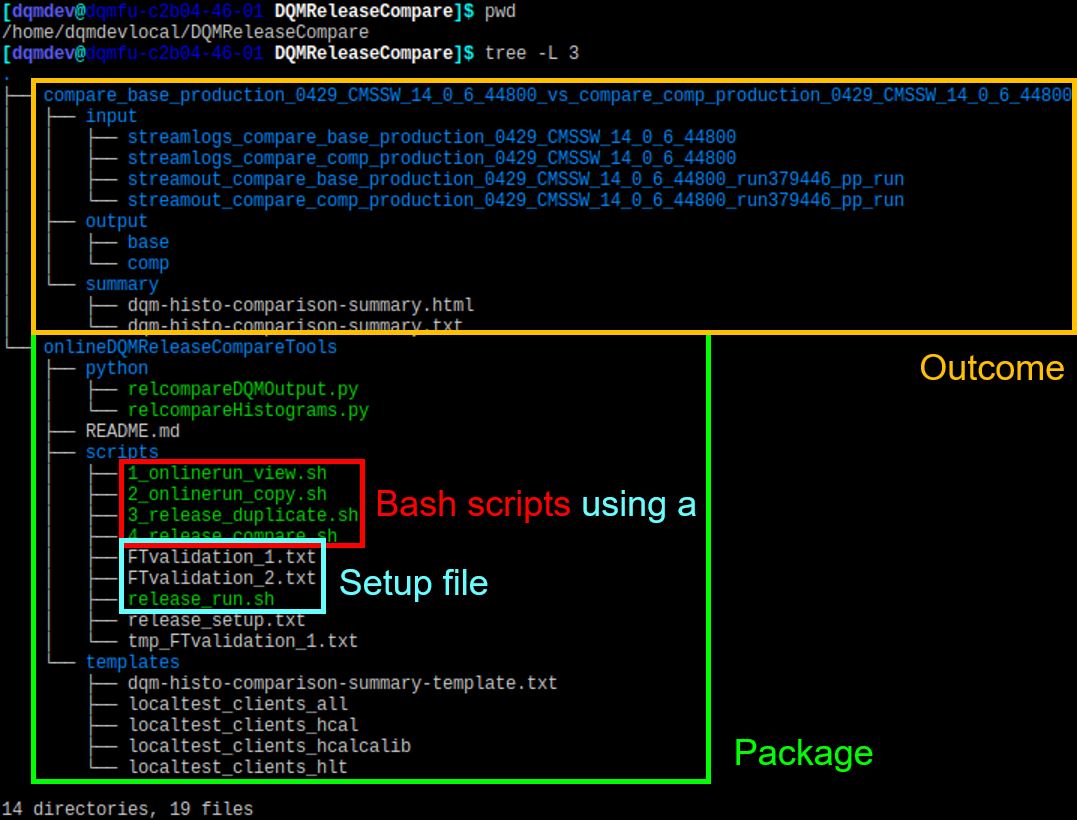 [dqmdev@dqmfu-c2b04-46-01 DQMReleaseCompare]$ pwd
/home/dqmdevlocal/DQMReleaseCompare
[dqmdev@dqmfu-c2b04-46-01 DQMReleaseCompare]$ tree -L 3
.
├── compare_base_production_0429_CMSSW_14_0_6_44800_vs_compare_comp_production_0429_CMSSW_14_0_6_44800
│   ├── input
│   │   ├── streamlogs_compare_base_production_0429_CMSSW_14_0_6_44800
│   │   ├── streamlogs_compare_comp_production_0429_CMSSW_14_0_6_44800
│   │   ├── streamout_compare_base_production_0429_CMSSW_14_0_6_44800_run379446_pp_run
│   │   └── streamout_compare_comp_production_0429_CMSSW_14_0_6_44800_run379446_pp_run
│   ├── output
│   │   ├── base
│   │   └── comp
│   └── summary
│       ├── dqm-histo-comparison-summary.html
│       └── dqm-histo-comparison-summary.txt
└── onlineDQMReleaseCompareTools
    ├── python
    │   ├── relcompareDQMOutput.py
    │   └── relcompareHistograms.py
    ├── README.md
    ├── scripts
    │   ├── 1_onlinerun_view.sh
    │   ├── 2_onlinerun_copy.sh
    │   ├── 3_release_duplicate.sh
    │   ├── 4_release_compare.sh
    │   ├── FTvalidation_1.txt
    │   ├── FTvalidation_2.txt
    │   ├── release_run.sh
    │   ├── release_setup.txt
    │   └── tmp_FTvalidation_1.txt
    └── templates
        ├── dqm-histo-comparison-summary-template.txt
        ├── localtest_clients_all
        ├── localtest_clients_hcal
        ├── localtest_clients_hcalcalib
        └── localtest_clients_hlt
14 directories, 19 files
Outcome
Bash scripts using a
Setup file
Package